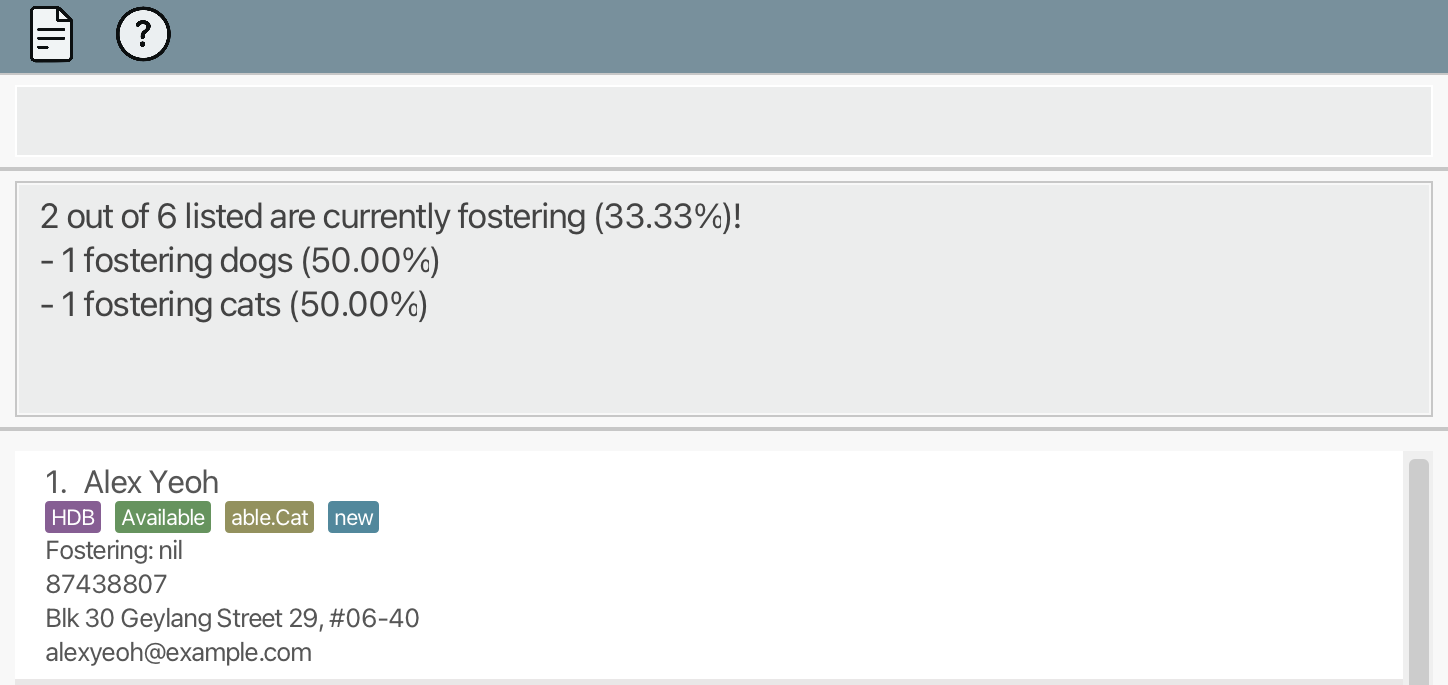 ?
2 out of 6 listed are currently fostering (33.33%)!
- 1 fostering dogs (50.00%)
- 1 fostering cats (50.00%)
1. Alex Yeoh
HDB Available able.Cat new
Fostering: nil
87438807
Blk 30 Geylang Street 29, #06-40
alexyeoh@example.com